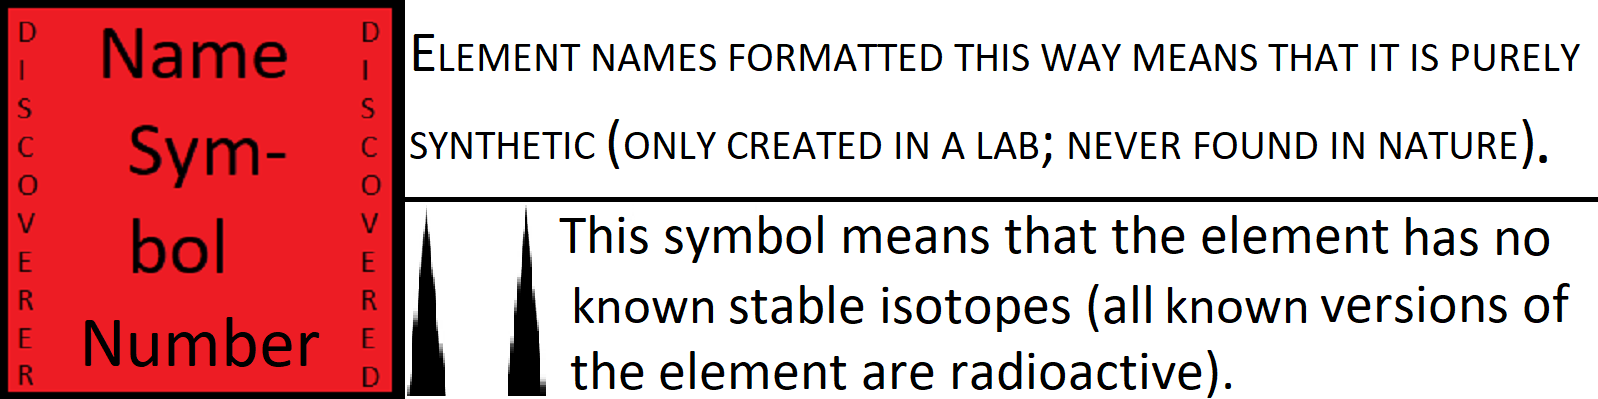 DISCOVERER
Name
Sym-
bol
Number
DISCOVERED
ELEMENT NAMES FORMATTED THIS WAY MEANS THAT IT IS PURELY
SYNTHETIC (ONLY CREATED IN A LAB; NEVER FOUND IN NATURE).
This symbol means that the element has no
known stable isotopes (all known versions of
the element are radioactive).